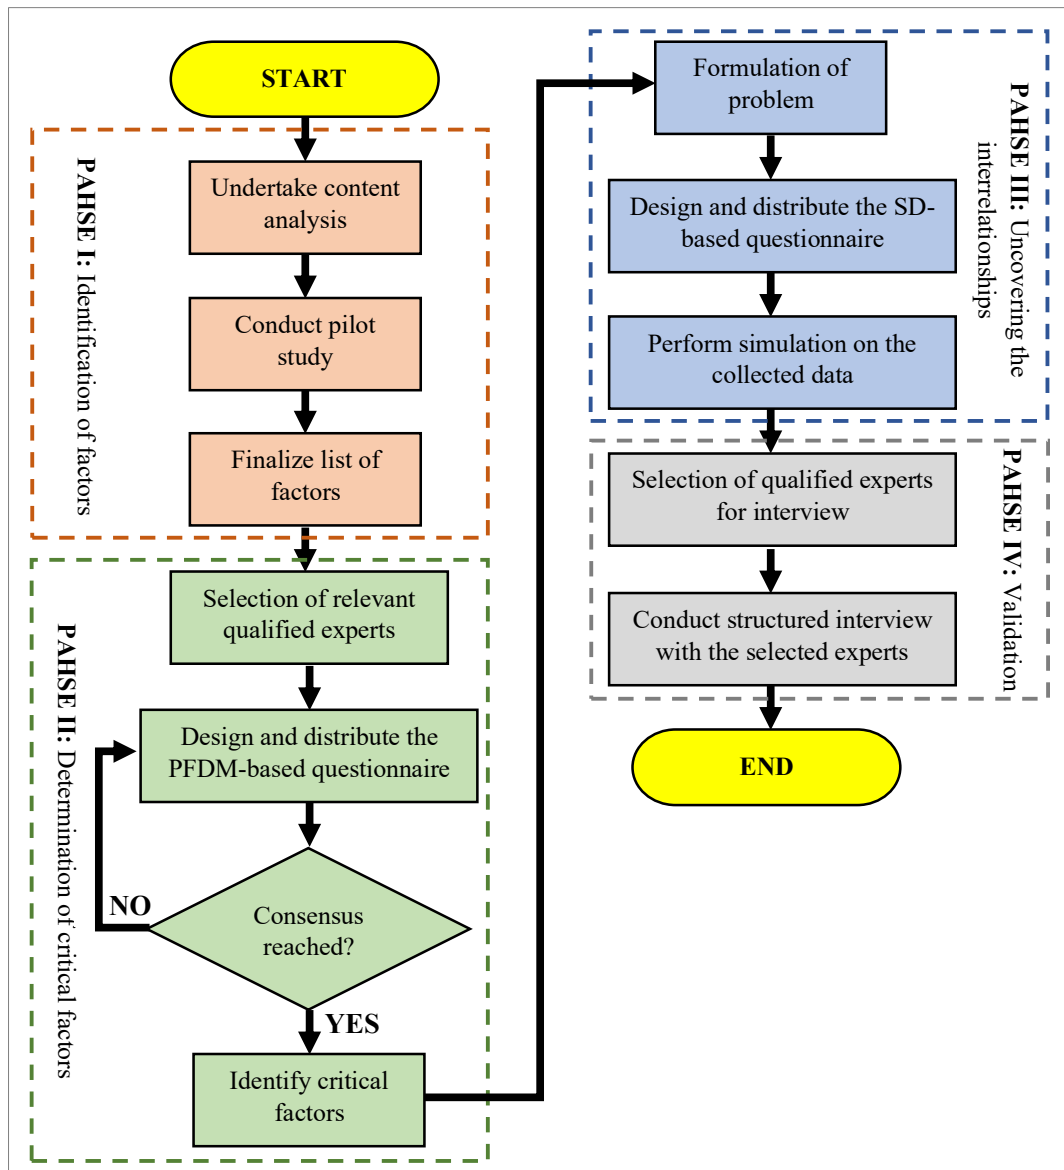 START
PAHSE I: Identification of factors
Undertake content
analysis
Conduct pilot
study
Finalize list of
factors
PAHSE II: Determination of critical factors
Selection of relevant
qualified experts
Design and distribute the
PFDM-based questionnaire
NO
Consensus
reached?
YES
Identify critical
factors
PAHSE III: Uncovering the
interrelationships
Formulation of
problem
Design and distribute the SD-
based questionnaire
Perform simulation on the
collected data
PAHSE IV: Validation
Selection of qualified experts
for interview
Conduct structured interview
with the selected experts
END